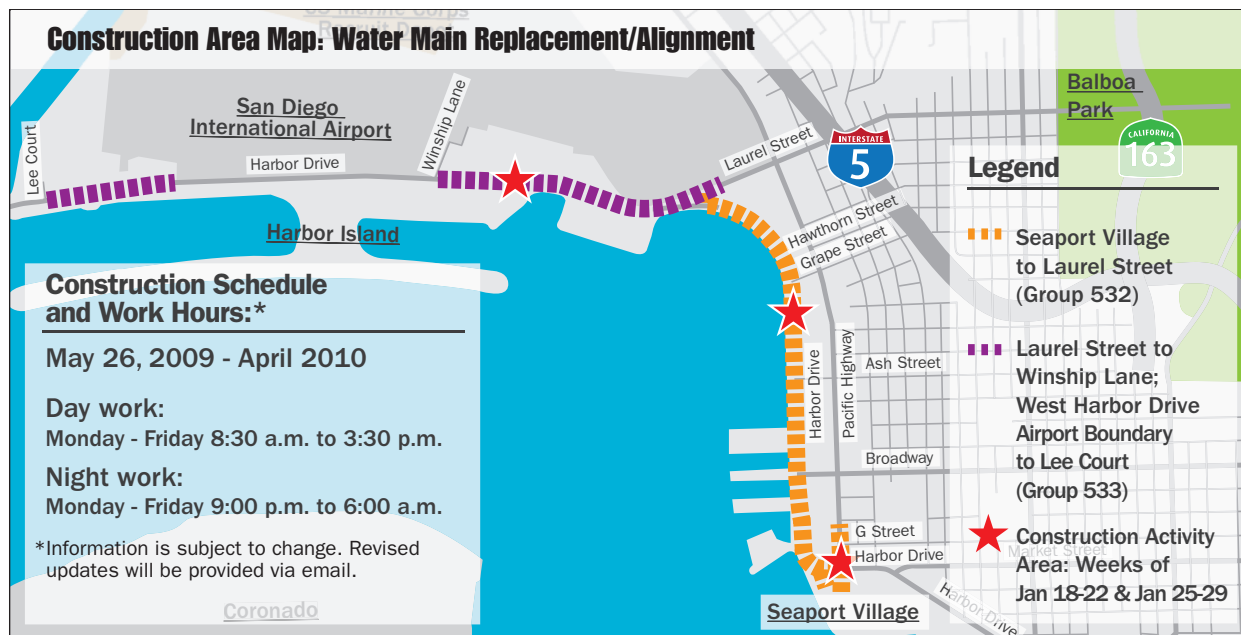 US Marine Corps
Construction Area Map: Water Main Replacement/Alignment
Balboa
Park
San Diego
International Airport
Winship Lane
Lee Court
Harbor Drive
Laurel Street
INTERSTATE
5
CALIFORNIA
163
Harbor Island
Hawthorn Street
Grape Street
Harbor Drive
Pacific Highway
Ash Street
Broadway
G Street
Harbor Drive
Market Street
Harbor Drive
Seaport Village
Coronado
Construction Schedule
and Work Hours:*
May 26, 2009 - April 2010
Day work:
Monday - Friday 8:30 a.m. to 3:30 p.m.
Night work:
Monday - Friday 9:00 p.m. to 6:00 a.m.
*Information is subject to change. Revised
updates will be provided via email.
Legend
Seaport Village
to Laurel Street
(Group 532)
Laurel Street to
Winship Lane;
West Harbor Drive
Airport Boundary
to Lee Court
(Group 533)
Construction Activity
Area: Weeks of
Jan 18-22 & Jan 25-29